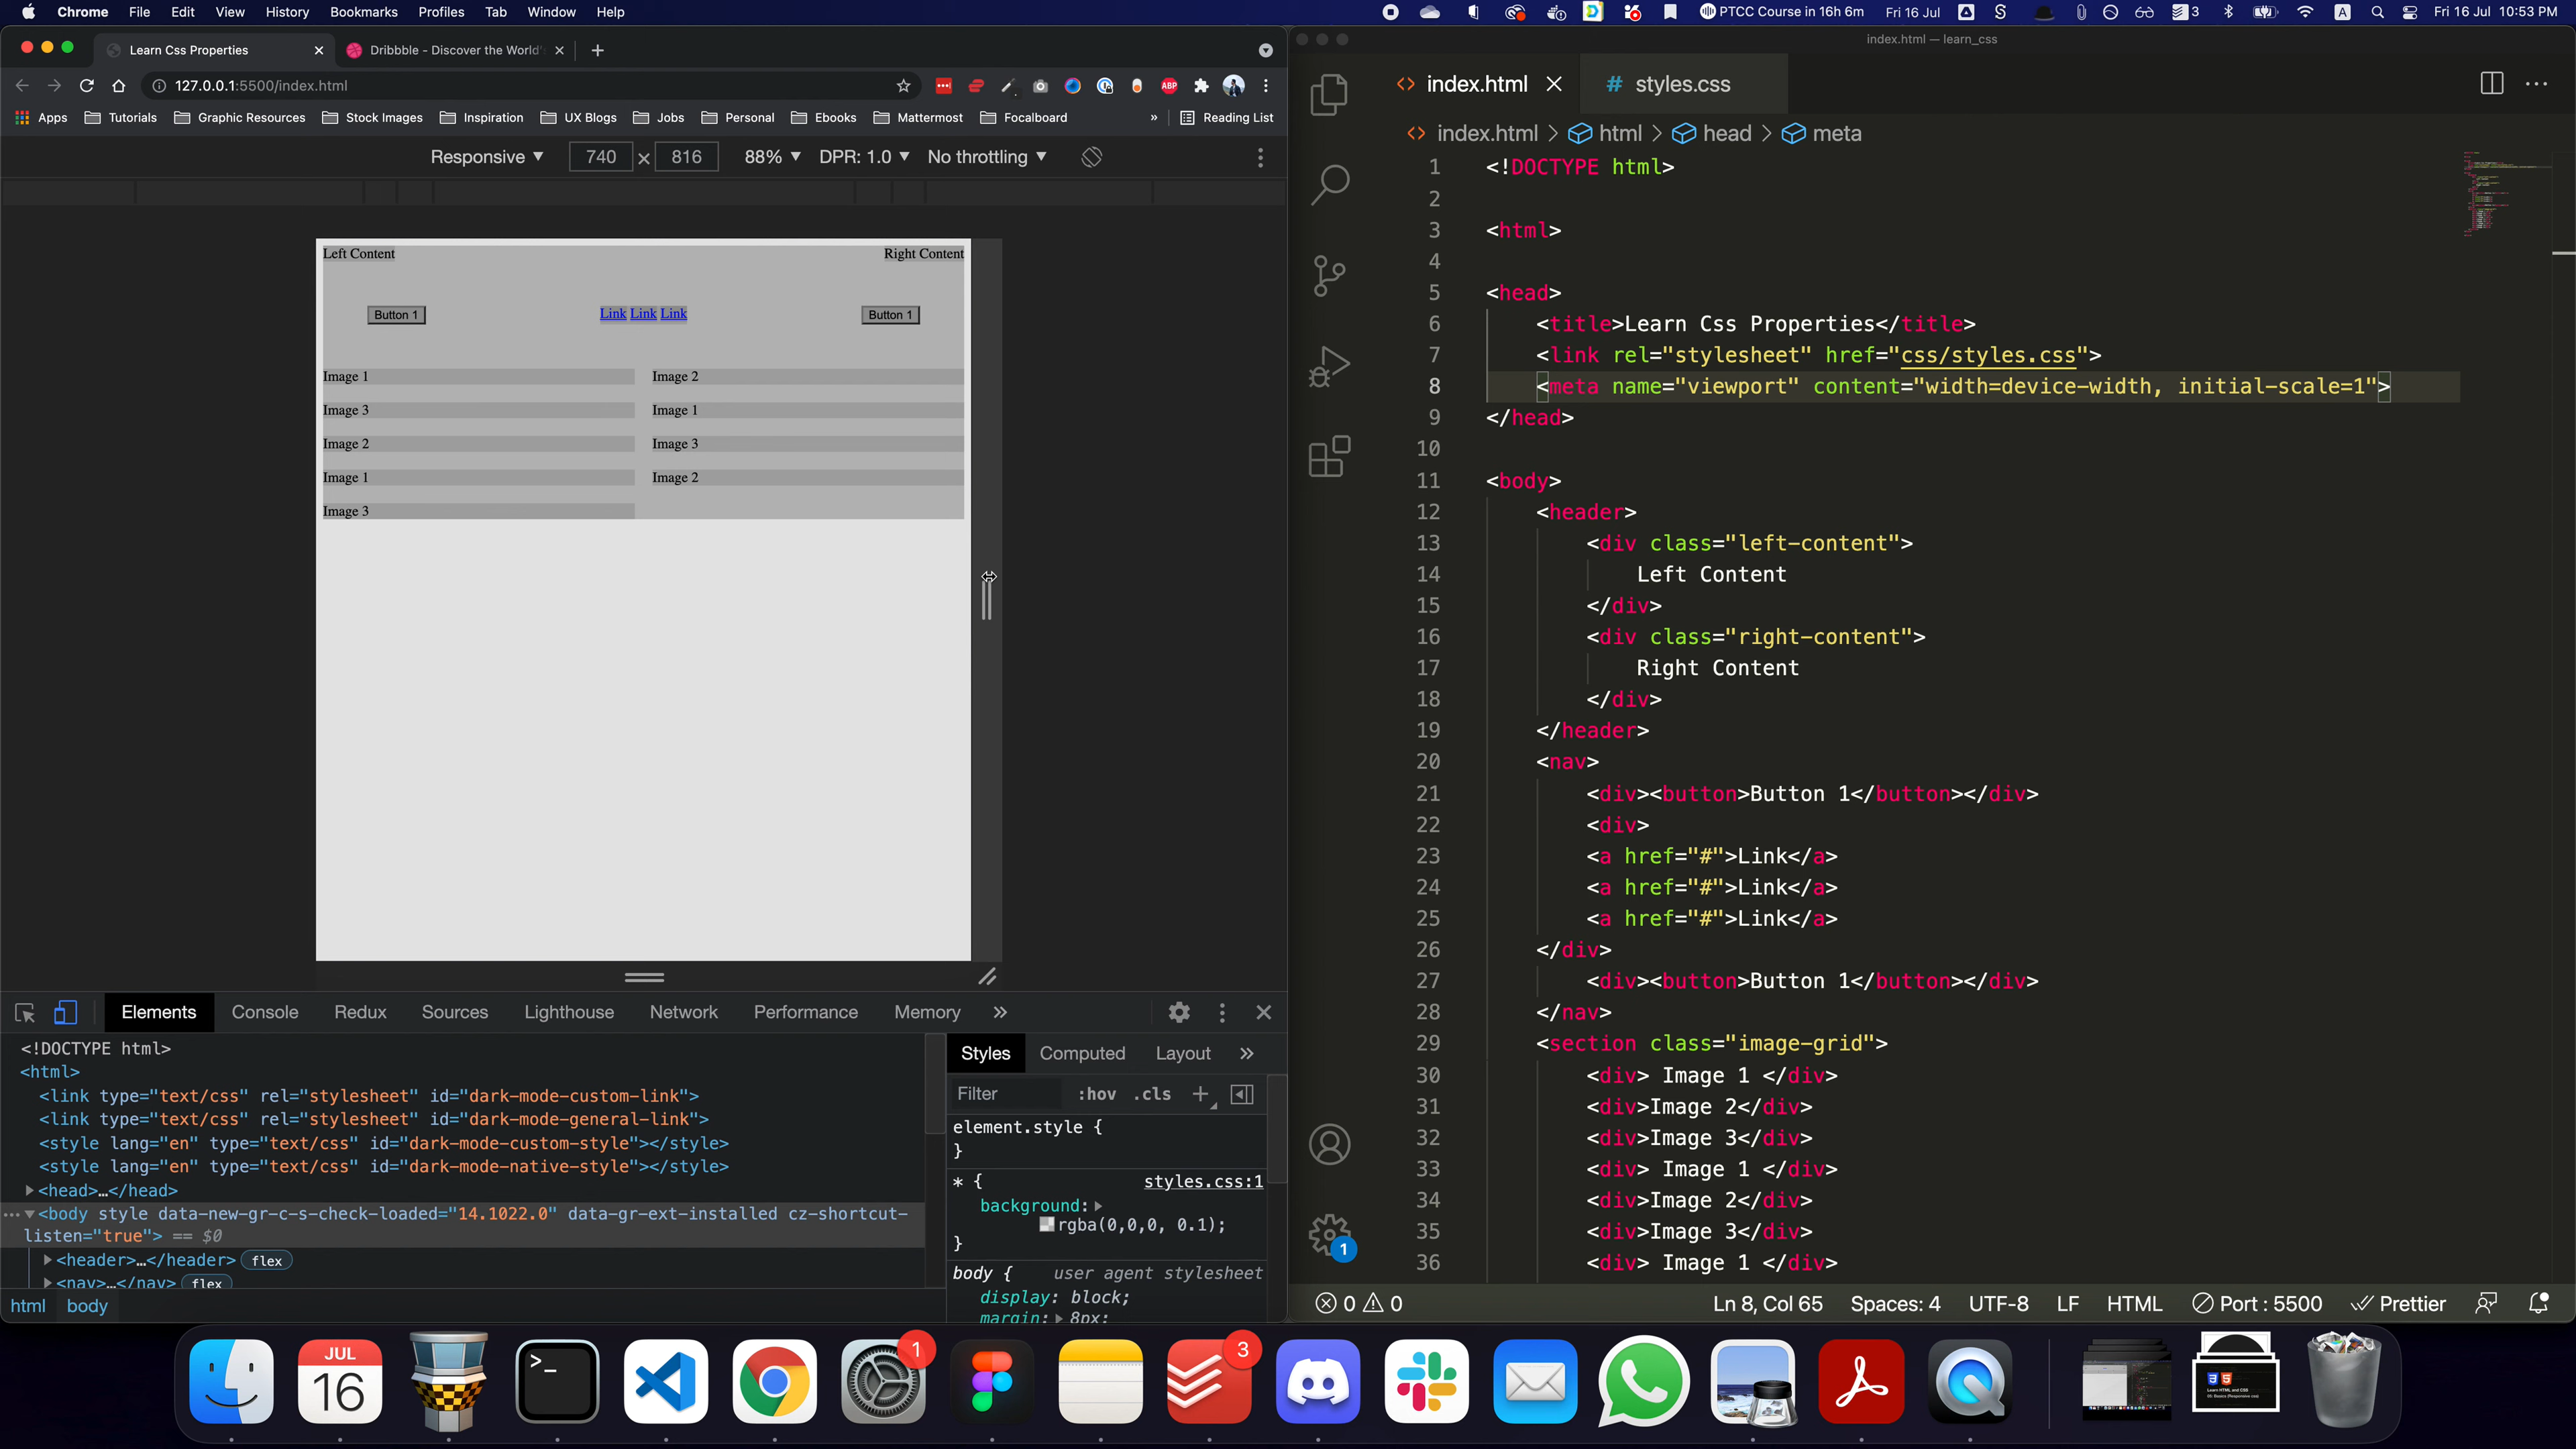 Chrome File Edit View History Bookmarks Profiles Tab Window Help
PTCC Course in 16h 6m Fri 16 Jul 3 A Fri 16 Jul 10:53 PM
Learn Css Properties
Dribbble - Discover the World'
127.0.0.1:5500/index.html
ABP
Apps Tutorials Graphic Resources Stock Images Inspiration UX Blogs Jobs Personal Ebooks Mattermost Focalboard » Reading List
Responsive 740 × 816 88% DPR: 1.0 No throttling
Left Content Right Content
Button 1 Link Link Link Button 1
Image 1 Image 2
Image 3 Image 1
Image 2 Image 3
Image 1 Image 2
Image 3
Elements Console Redux Sources Lighthouse Network Performance Memory »
<!DOCTYPE html>
<html>
<link type="text/css" rel="stylesheet" id="dark-mode-custom-link">
<link type="text/css" rel="stylesheet" id="dark-mode-general-link">
<style lang="en" type="text/css" id="dark-mode-custom-style"></style>
<style lang="en" type="text/css" id="dark-mode-native-style"></style>
<head>…</head>
<body style data-new-gr-c-s-check-loaded="14.1022.0" data-gr-ext-installed cz-shortcut-
listen="true"> == $0
<header>…</header> flex
<nav>…</nav> flex
html body
Styles Computed Layout »
Filter :hov .cls +
element.style {
}
* { styles.css:1
background:
rgba(0,0,0, 0.1);
}
body { user agent stylesheet
display: block;
margin: 8px;
index.html — learn_css
index.html
# styles.css
index.html > html > head > meta
1 <!DOCTYPE html>
2
3 <html>
4
5 <head>
6 <title>Learn Css Properties</title>
7 <link rel="stylesheet" href="css/styles.css">
8 <meta name="viewport" content="width=device-width, initial-scale=1">
9 </head>
10
11 <body>
12 <header>
13 <div class="left-content">
14 Left Content
15 </div>
16 <div class="right-content">
17 Right Content
18 </div>
19 </header>
20 <nav>
21 <div><button>Button 1</button></div>
22 <div>
23 <a href="#">Link</a>
24 <a href="#">Link</a>
25 <a href="#">Link</a>
26 </div>
27 <div><button>Button 1</button></div>
28 </nav>
29 <section class="image-grid">
30 <div> Image 1 </div>
31 <div>Image 2</div>
32 <div>Image 3</div>
33 <div> Image 1 </div>
34 <div>Image 2</div>
35 <div>Image 3</div>
36 <div> Image 1 </div>
1
0 0 Ln 8, Col 65 Spaces: 4 UTF-8 LF HTML Port : 5500 Prettier
JUL
16
>_
1
3
Learn HTML and CSS